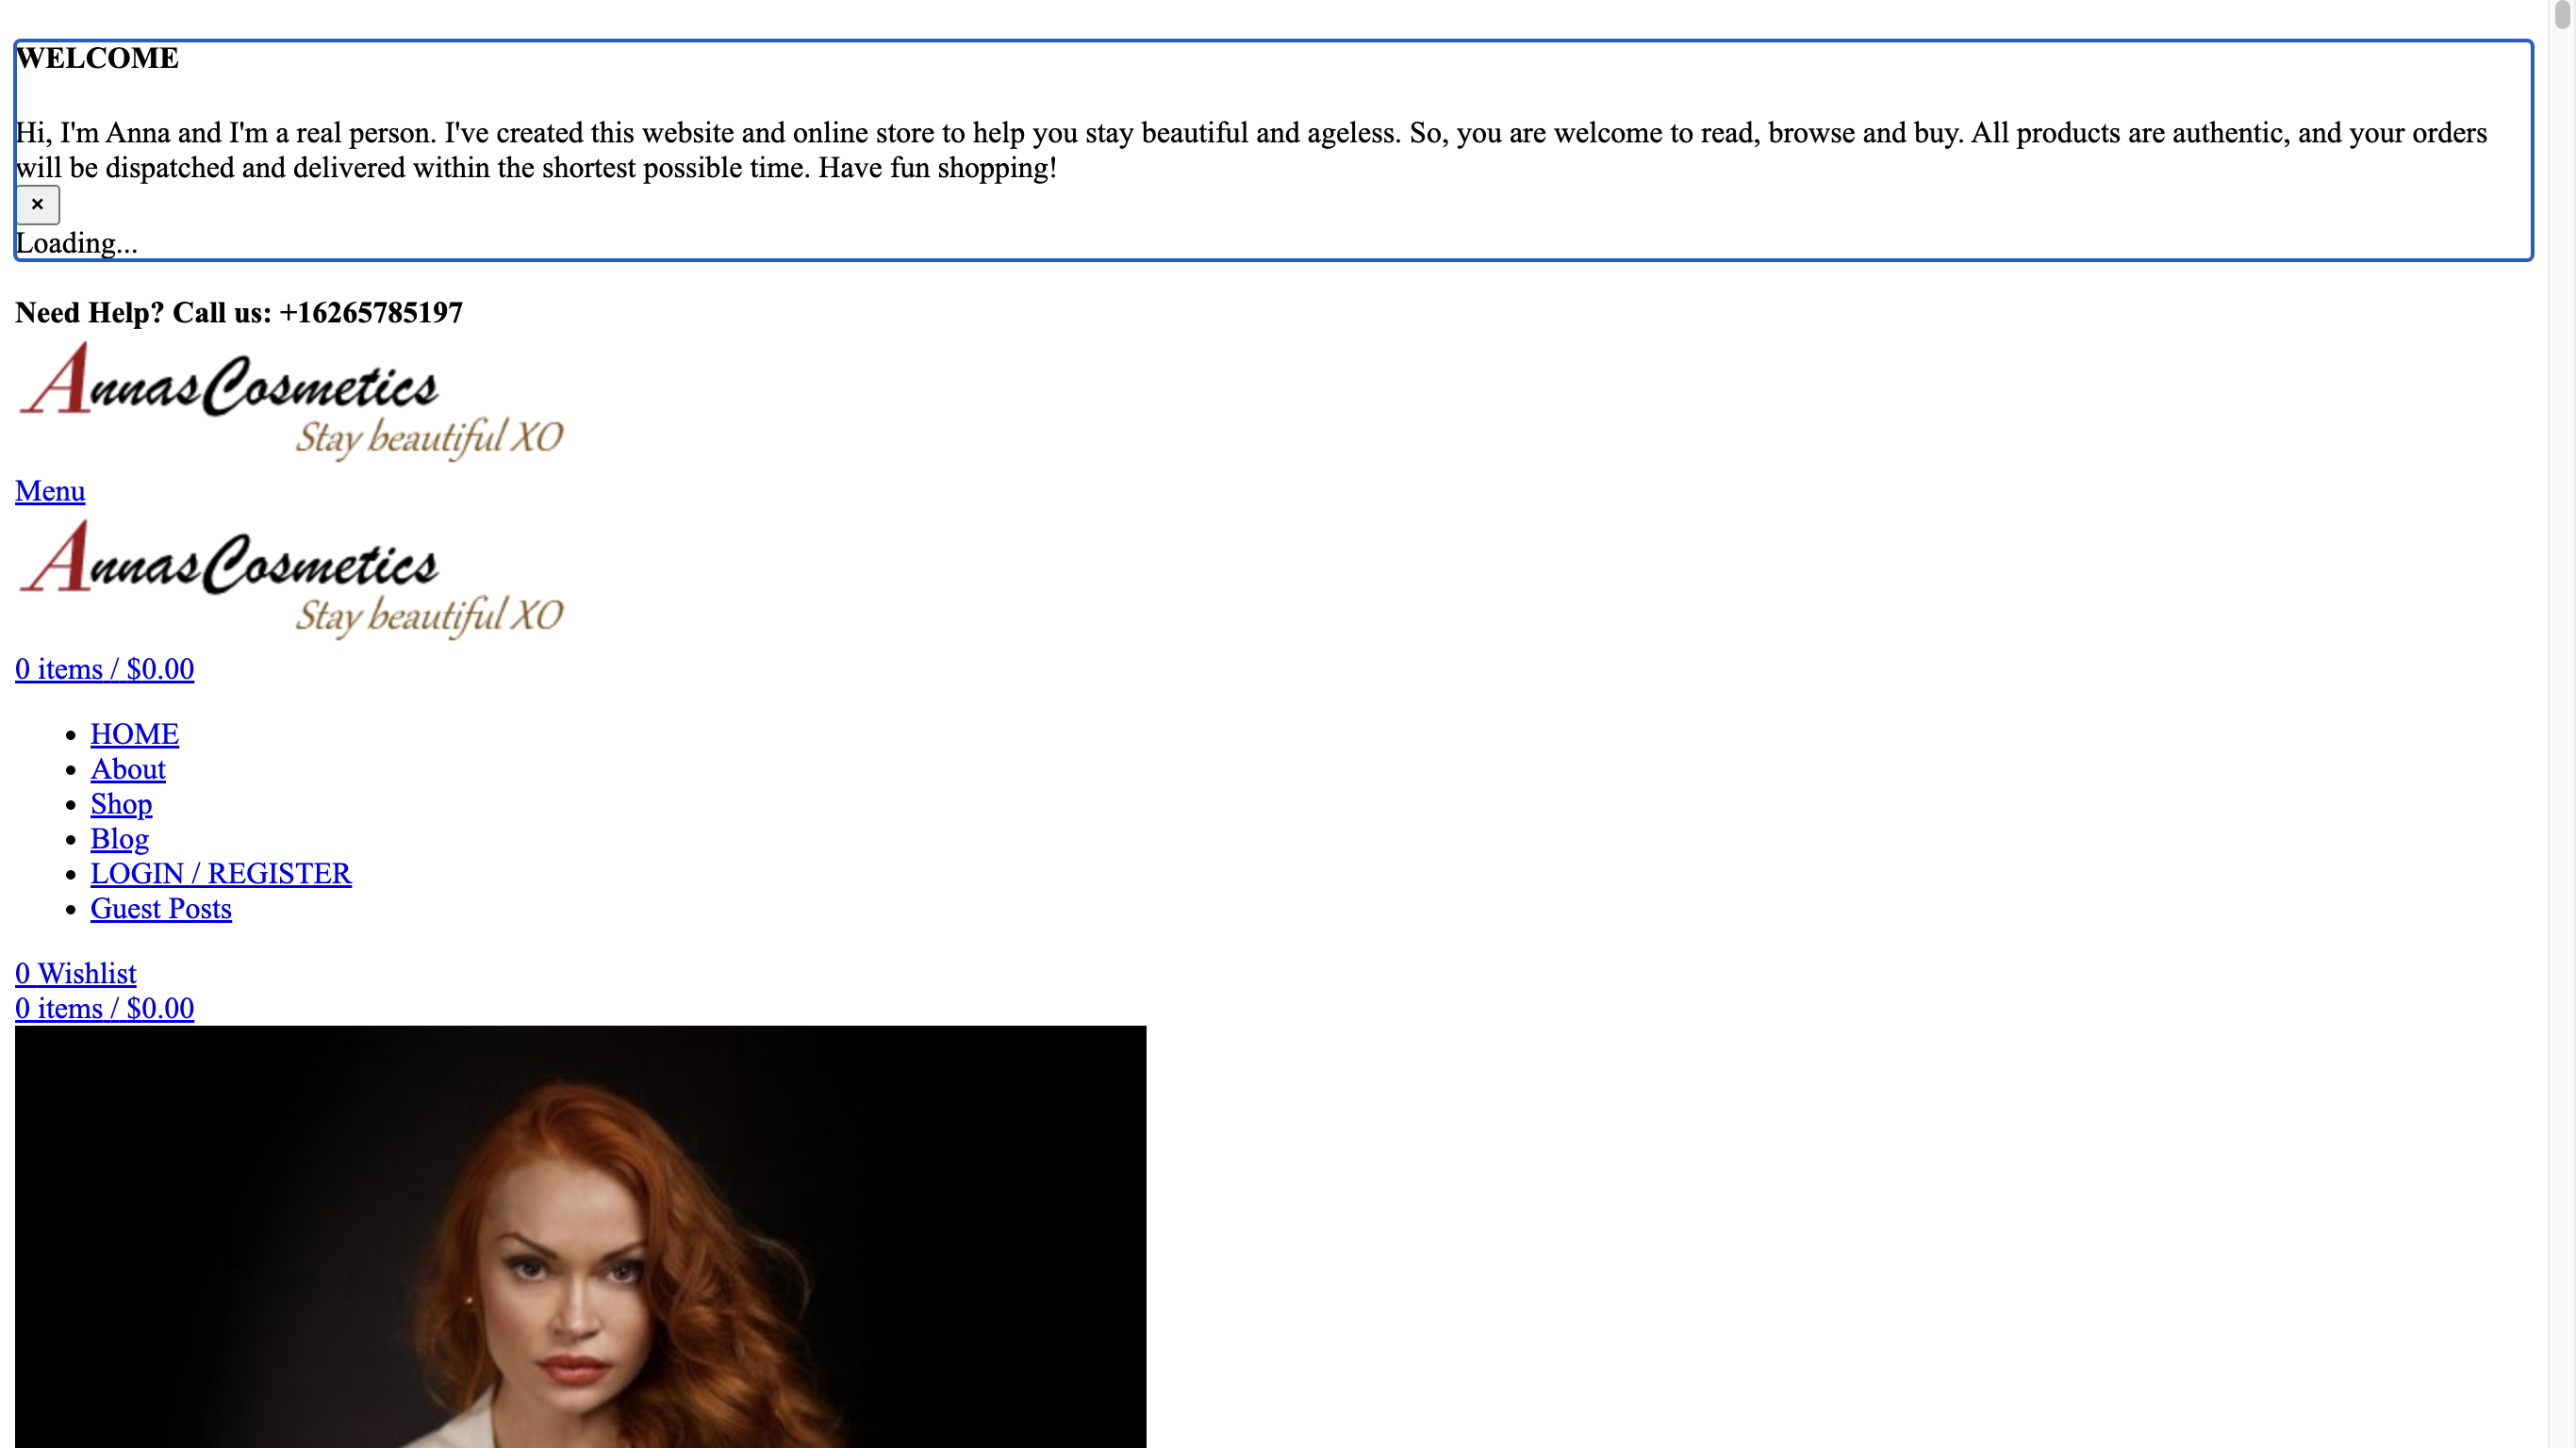 WELCOME
Hi, I'm Anna and I'm a real person. I've created this website and online store to help you stay beautiful and ageless. So, you are welcome to read, browse and buy. All products are authentic, and your orders
will be dispatched and delivered within the shortest possible time. Have fun shopping!
×
Loading...
Need Help? Call us: +16265785197
AnnasCosmetics
Stay beautiful XO
Menu
AnnasCosmetics
Stay beautiful XO
0 items / $0.00
HOME
About
Shop
Blog
LOGIN / REGISTER
Guest Posts
0 Wishlist
0 items / $0.00